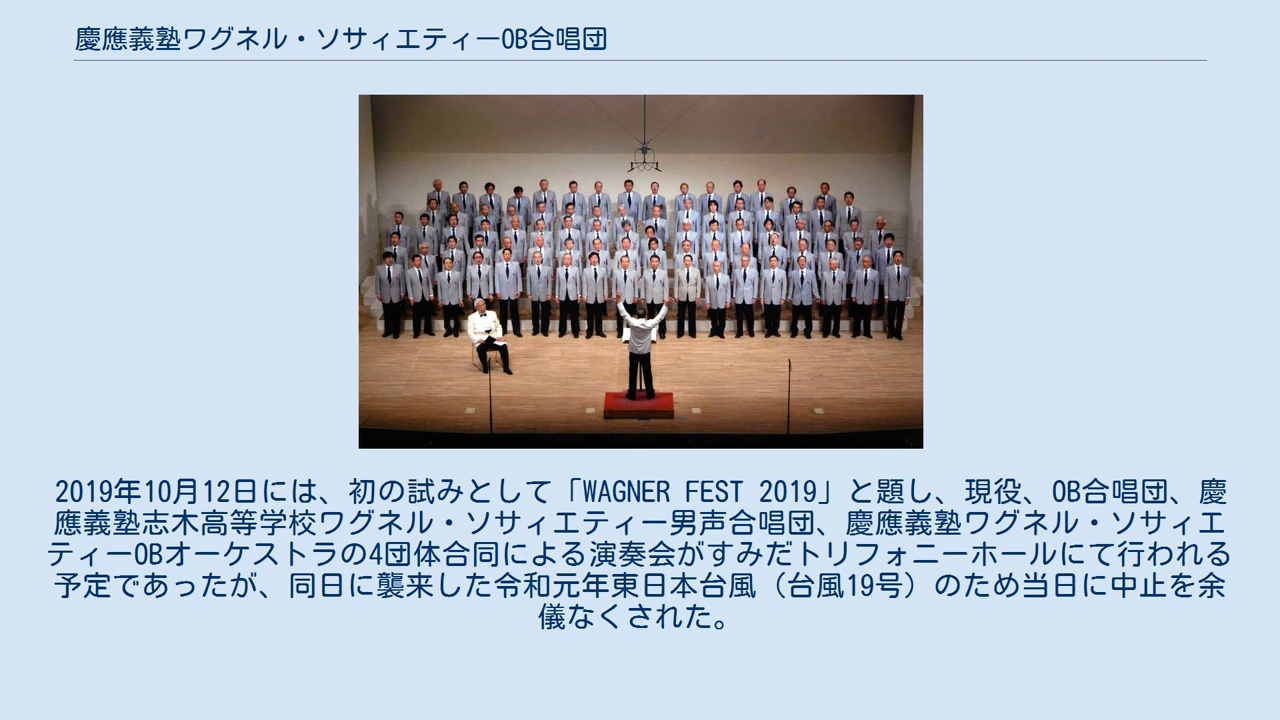 慶應義塾ワグネル・ソサィエティーOB合唱団
2019年10月12日には、初の試みとして「WAGNER FEST 2019」と題し、現役、OB合唱団、慶
應義塾志木高等学校ワグネル・ソサィエティー男声合唱団、慶應義塾ワグネル・ソサィエ
ティーOBオーケストラの4団体合同による演奏会がすみだトリフォニーホールにて行われる
予定であったが、同日に襲来した令和元年東日本台風（台風19号）のため当日に中止を余
儀なくされた。